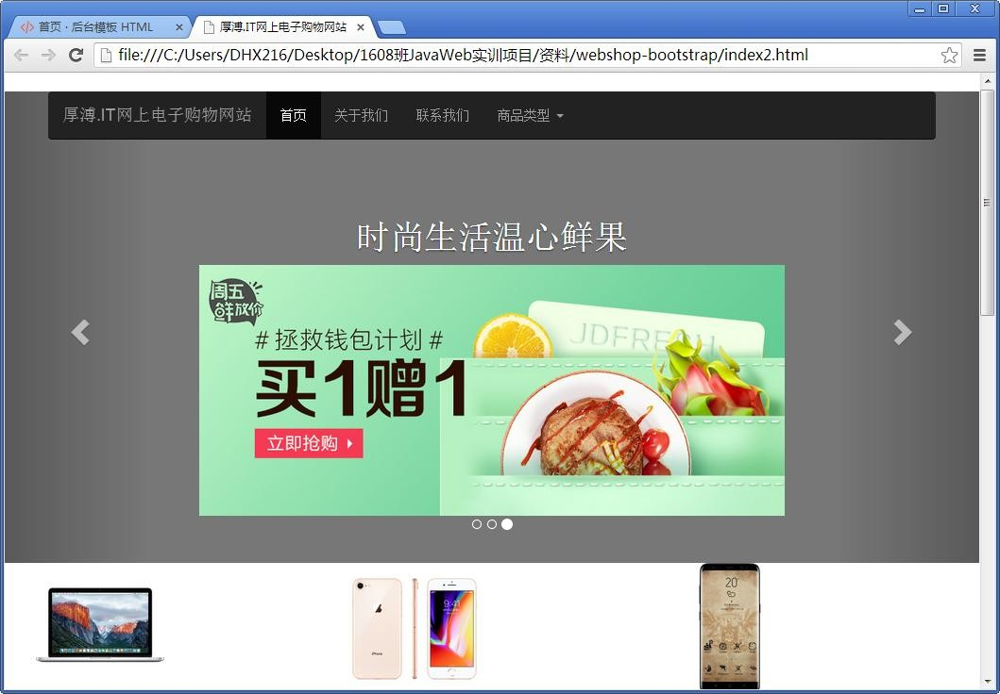 首页 · 后台模板 HTML
厚溥.IT网上电子购物网站
file:///C:/Users/DHX216/Desktop/1608班JavaWeb实训项目/资料/webshop-bootstrap/index2.html
厚溥.IT网上电子购物网站 首页 关于我们 联系我们 商品类型
时尚生活温心鲜果
周五
鲜放价
JDFRESH
# 拯救钱包计划 #
买1赠1
立即抢购
9:41
iPhone
20°